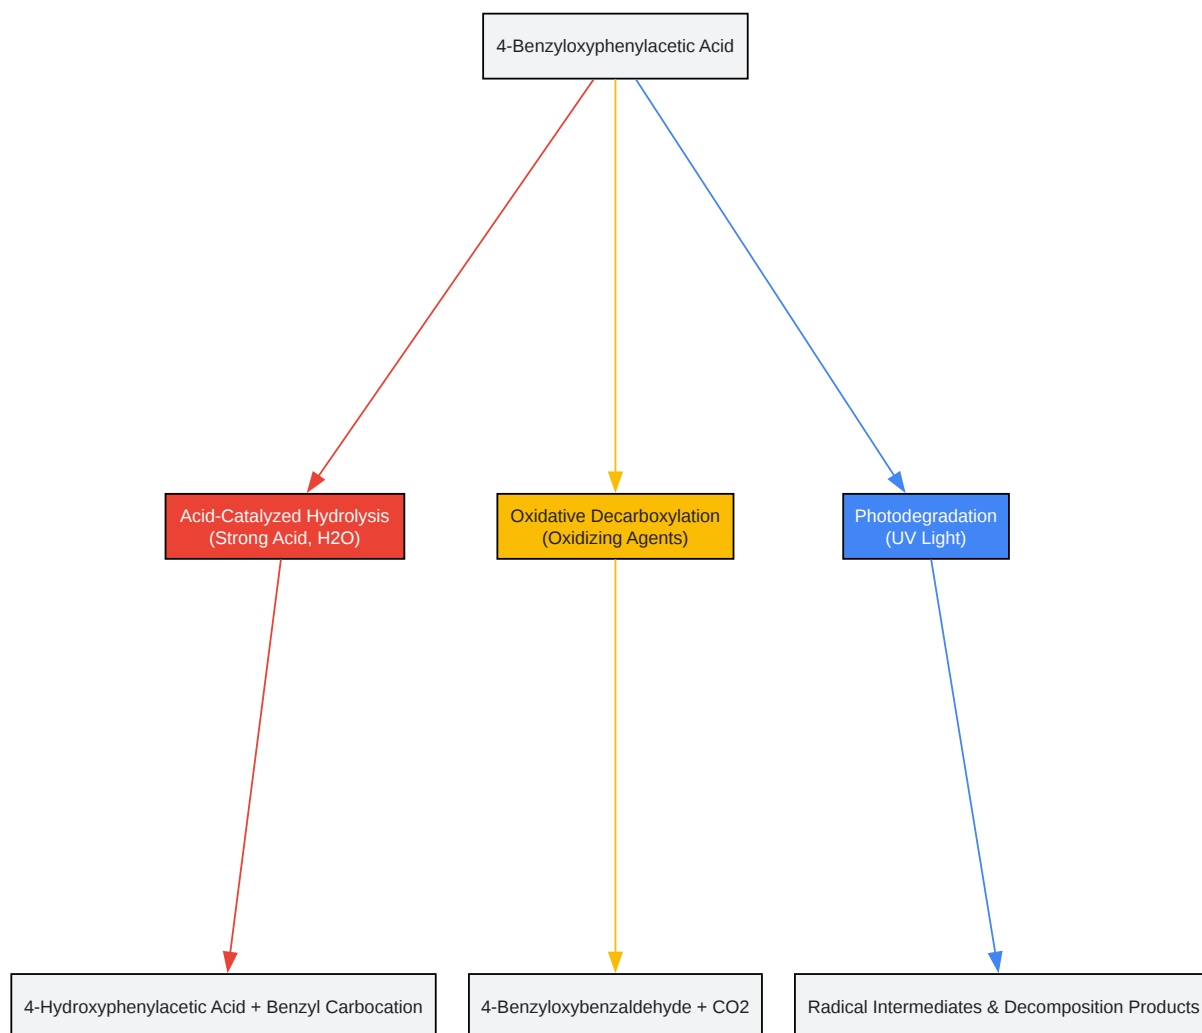 4-Benzyloxyphenylacetic Acid
Acid-Catalyzed Hydrolysis
(Strong Acid, H2O)
Oxidative Decarboxylation
(Oxidizing Agents)
Photodegradation
(UV Light)
4-Hydroxyphenylacetic Acid + Benzyl Carbocation
4-Benzyloxybenzaldehyde + CO2
Radical Intermediates & Decomposition Products